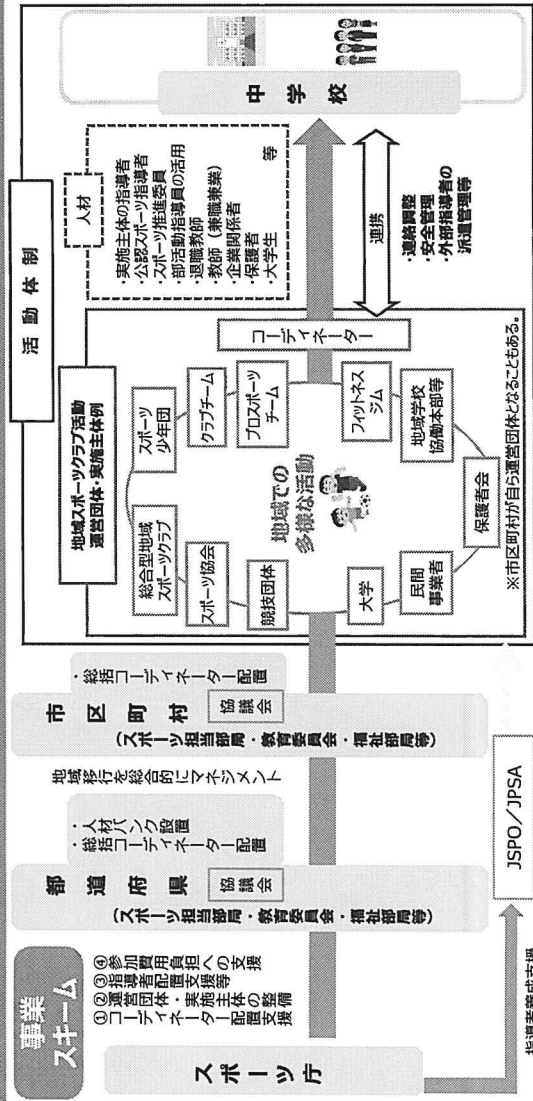 事業
スキーム
スポーツ庁
①コーディネーター配置支援
②運営団体・実施主体の整備
③指導者配置支援等
④参加費用負担への支援
指導者養成支援
JSPO/JPSA
都道府県
協議会
(スポーツ担当部局・教育委員会・福祉部局等)
・人材バンク設置
・総括コーディネーター配置
地域移行を総合的にマネジメント
市区町村
協議会
(スポーツ担当部局・教育委員会・福祉部局等)
・総括コーディネーター配置
活動体制
地域スポーツクラブ活動
運営団体・実施主体例
総合型地域
スポーツクラブ
スポーツ
少年団
スポーツ協会
クラブチーム
競技団体
プロスポーツ
チーム
地域での
多様な活動
大学
フィットネス
ジム
民間
事業者
地域学校
協働本部等
保護者会
※市区町村が自ら運営団体となることもある。
コーディネーター
人材
・実施主体の指導者
・公認スポーツ指導者
・スポーツ推進委員
・部活動指導員の活用
・退職教師
・教師(兼職兼業)
・企業関係者
・保護者
・大学生
等
連携
・連絡調整
・安全管理
・外部指導者の
派遣管理等
中学校